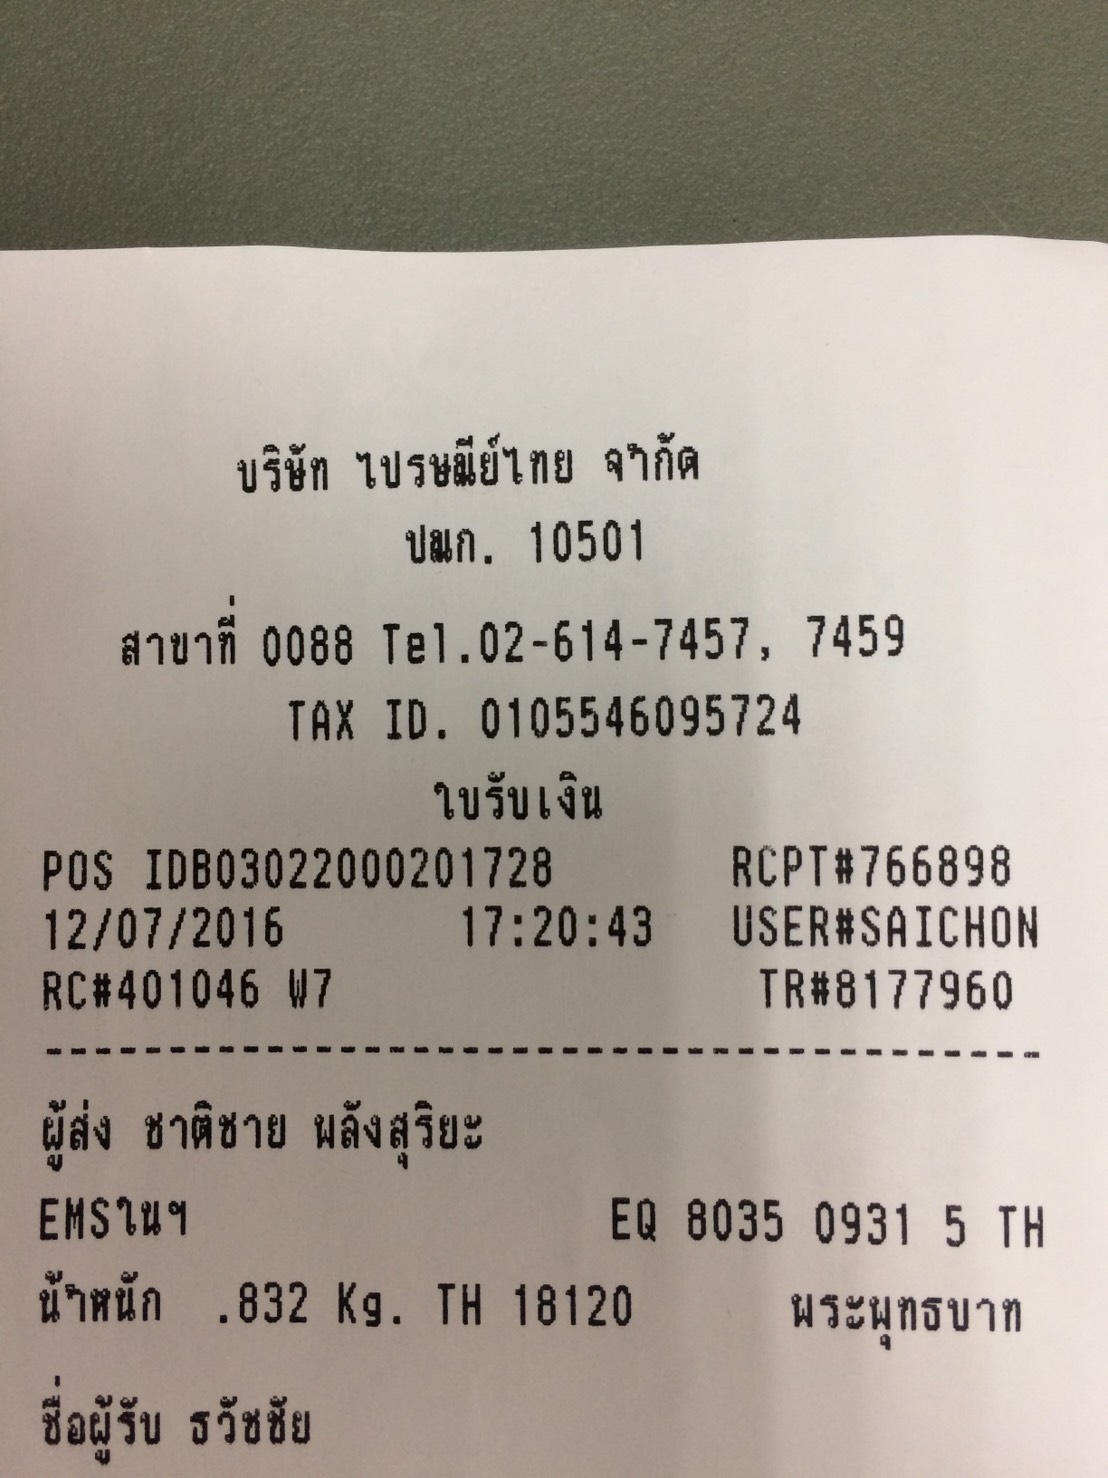 บริษัท ไปรษณีย์ไทย จำกัด
ปณก. 10501
สาขาที่ 0088 Tel.02-614-7457, 7459
TAX ID. 0105546095724
ใบรับเงิน
POS IDB03022000201728 RCPT#766898
12/07/2016 17:20:43 USER#SAICHON
RC#401046 W7 TR#8177960
----------------------------------------
ผู้ส่ง ชาติชาย พลังสุริยะ
EMSในฯ EQ 8035 0931 5 TH
น้ำหนัก .832 Kg. TH 18120 พระพุทธบาท
ชื่อผู้รับ ธวัชชัย